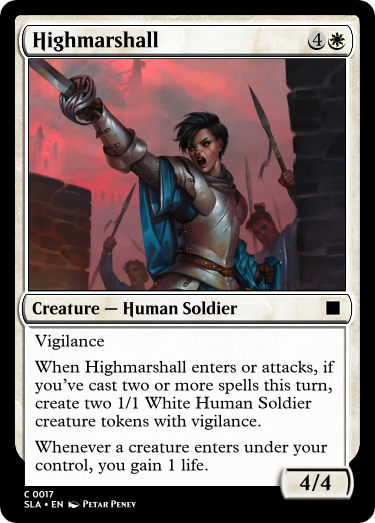 Highmarshall 4
Creature — Human Soldier
Vigilance
When Highmarshall enters or attacks, if
you've cast two or more spells this turn,
create two 1/1 White Human Soldier
creature tokens with vigilance.
Whenever a creature enters under your
control, you gain 1 life.
4/4
C 0017
SLA • EN Petar Penev